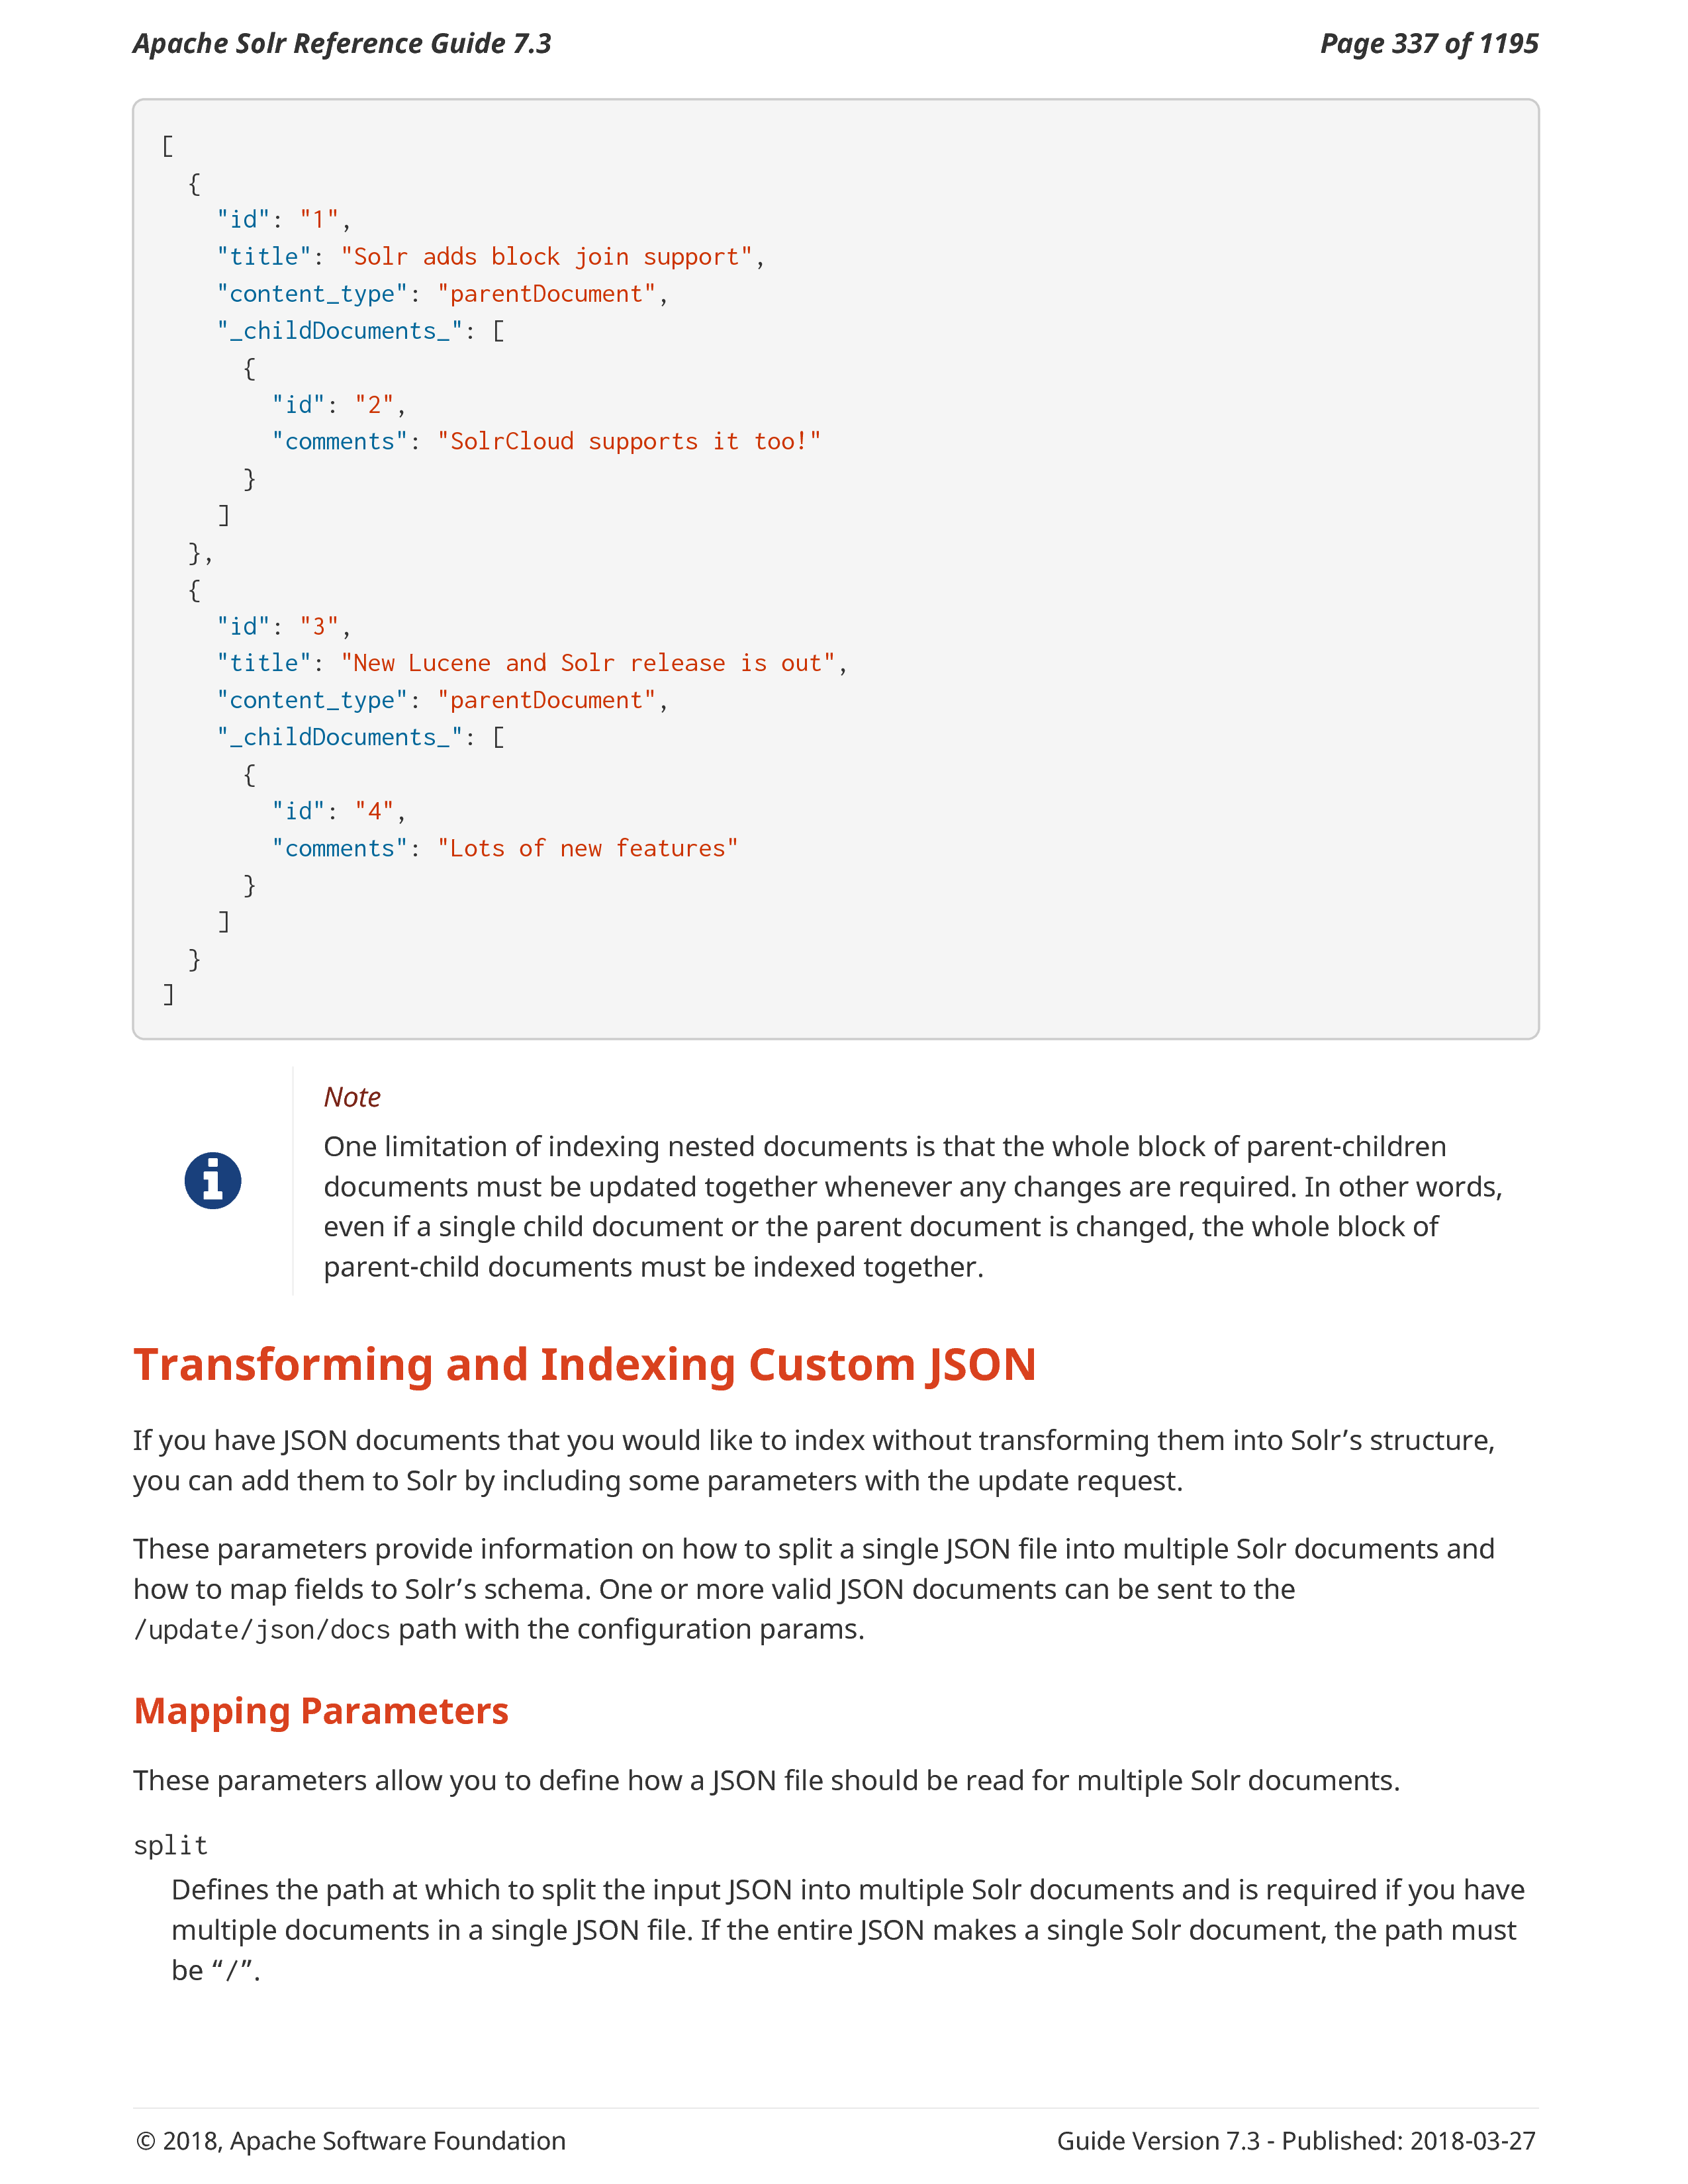 Apache Solr Reference Guide 7.3
Page 337 of 1195
[
  {
    "id": "1",
    "title": "Solr adds block join support",
    "content_type": "parentDocument",
    "_childDocuments_": [
      {
        "id": "2",
        "comments": "SolrCloud supports it too!"
      }
    ]
  },
  {
    "id": "3",
    "title": "New Lucene and Solr release is out",
    "content_type": "parentDocument",
    "_childDocuments_": [
      {
        "id": "4",
        "comments": "Lots of new features"
      }
    ]
  }
]
Note
One limitation of indexing nested documents is that the whole block of parent-children
documents must be updated together whenever any changes are required. In other words,
even if a single child document or the parent document is changed, the whole block of
parent-child documents must be indexed together.
Transforming and Indexing Custom JSON
If you have JSON documents that you would like to index without transforming them into Solr’s structure,
you can add them to Solr by including some parameters with the update request.
These parameters provide information on how to split a single JSON file into multiple Solr documents and
how to map fields to Solr’s schema. One or more valid JSON documents can be sent to the
/update/json/docs path with the configuration params.
Mapping Parameters
These parameters allow you to define how a JSON file should be read for multiple Solr documents.
split
Defines the path at which to split the input JSON into multiple Solr documents and is required if you have
multiple documents in a single JSON file. If the entire JSON makes a single Solr document, the path must
be “/”.
© 2018, Apache Software Foundation
Guide Version 7.3 - Published: 2018-03-27